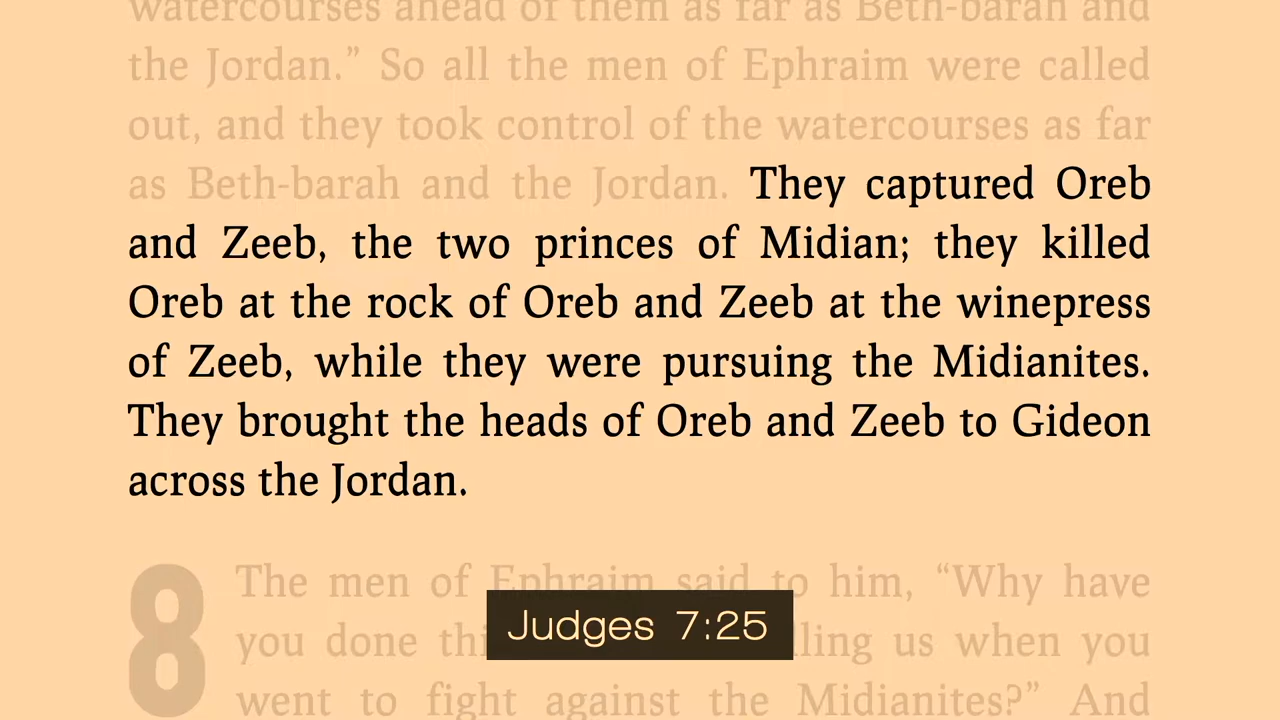 watercourses ahead of them as far as Beth-barah and
the Jordan.” So all the men of Ephraim were called
out, and they took control of the watercourses as far
as Beth-barah and the Jordan. They captured Oreb
and Zeeb, the two princes of Midian; they killed
Oreb at the rock of Oreb and Zeeb at the winepress
of Zeeb, while they were pursuing the Midianites.
They brought the heads of Oreb and Zeeb to Gideon
across the Jordan.
8 The men of Ephraim said to him, “Why have
you done us when you
went to fight against the Midianites?” And
Judges 7:25